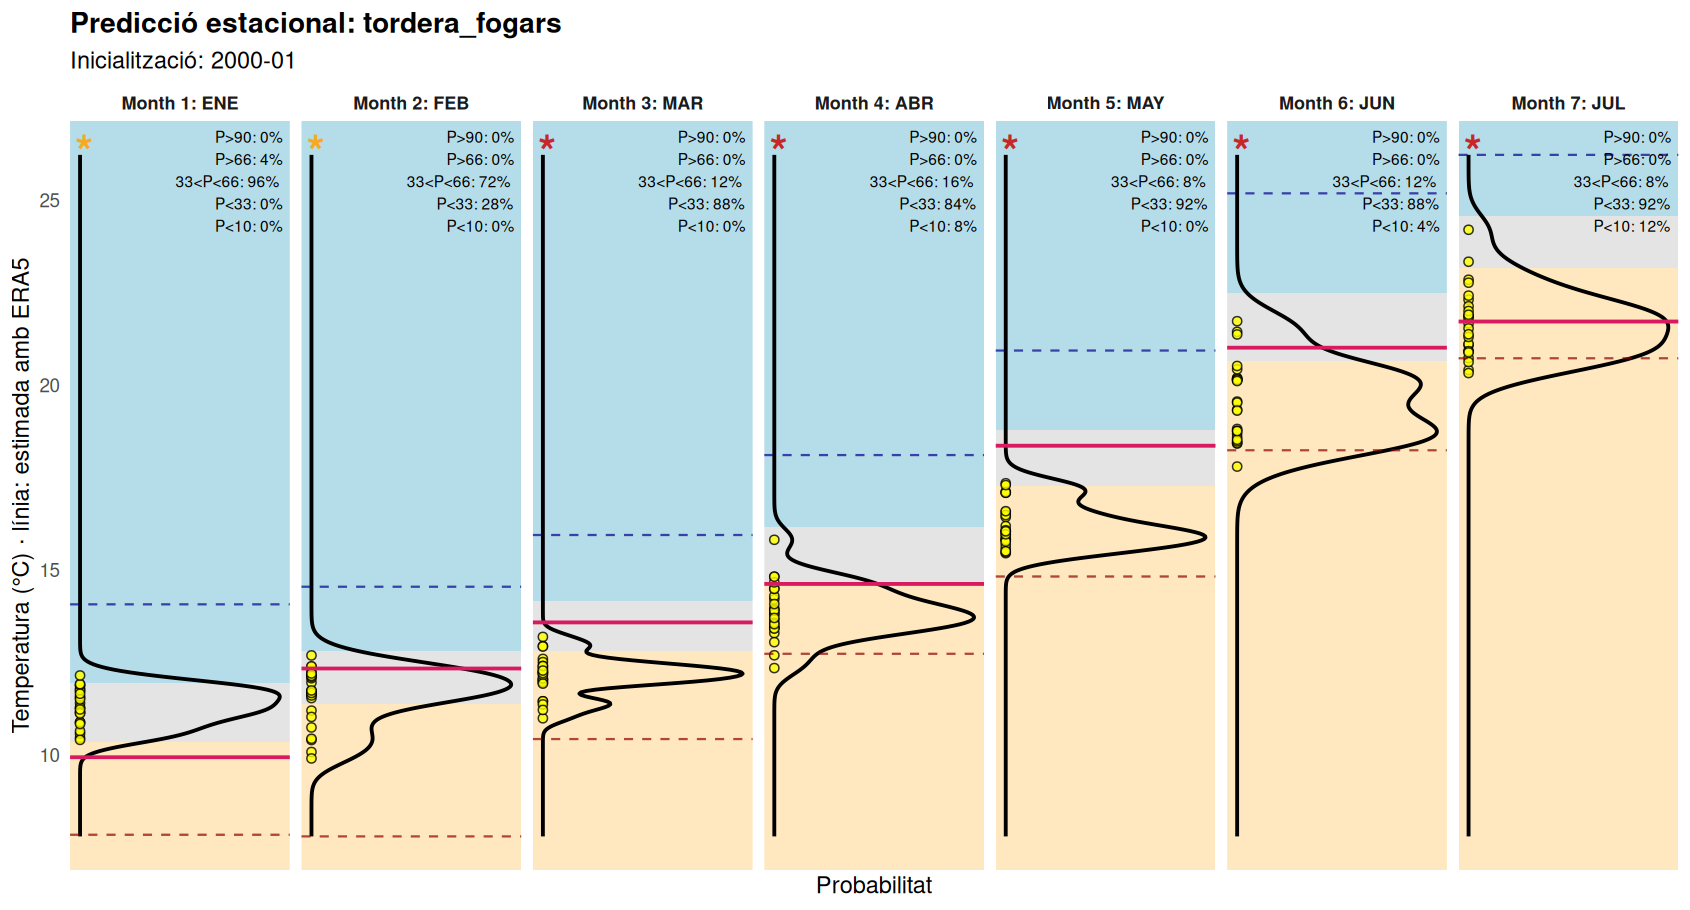 Predicció estacional: tordera_fogars
Inicialització: 2000-01
Month 1: ENE
Month 2: FEB
Month 3: MAR
Month 4: ABR
Month 5: MAY
Month 6: JUN
Month 7: JUL
*
P>90: 0%
P>66: 4%
33<P<66: 96%
P<33: 0%
P<10: 0%
*
P>90: 0%
P>66: 0%
33<P<66: 72%
P<33: 28%
P<10: 0%
*
P>90: 0%
P>66: 0%
33<P<66: 12%
P<33: 88%
P<10: 0%
*
P>90: 0%
P>66: 0%
33<P<66: 16%
P<33: 84%
P<10: 8%
*
P>90: 0%
P>66: 0%
33<P<66: 8%
P<33: 92%
P<10: 0%
*
P>90: 0%
P>66: 0%
33<P<66: 12%
P<33: 88%
P<10: 4%
*
P>90: 0%
P>66: 0%
33<P<66: 8%
P<33: 92%
P<10: 12%
25
20
15
10
Temperatura (°C) · línia: estimada amb ERA5
Probabilitat